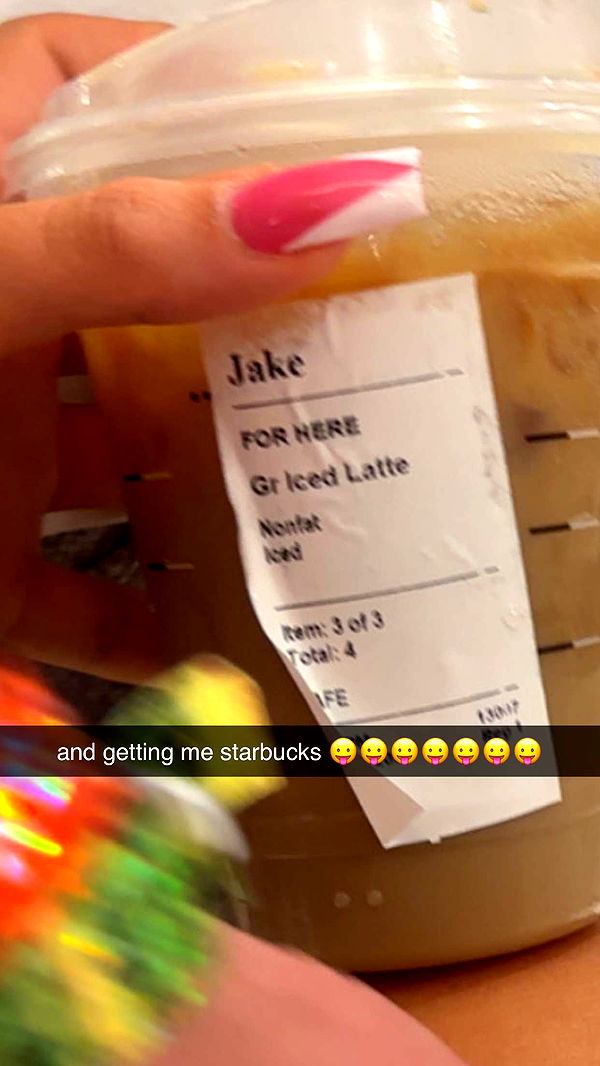 Jake
FOR HERE
Gr Iced Latte
Nonfat
Iced
Item: 3 of 3
Total: 4
and getting me starbucks 😛😛😛😛😛😛😛